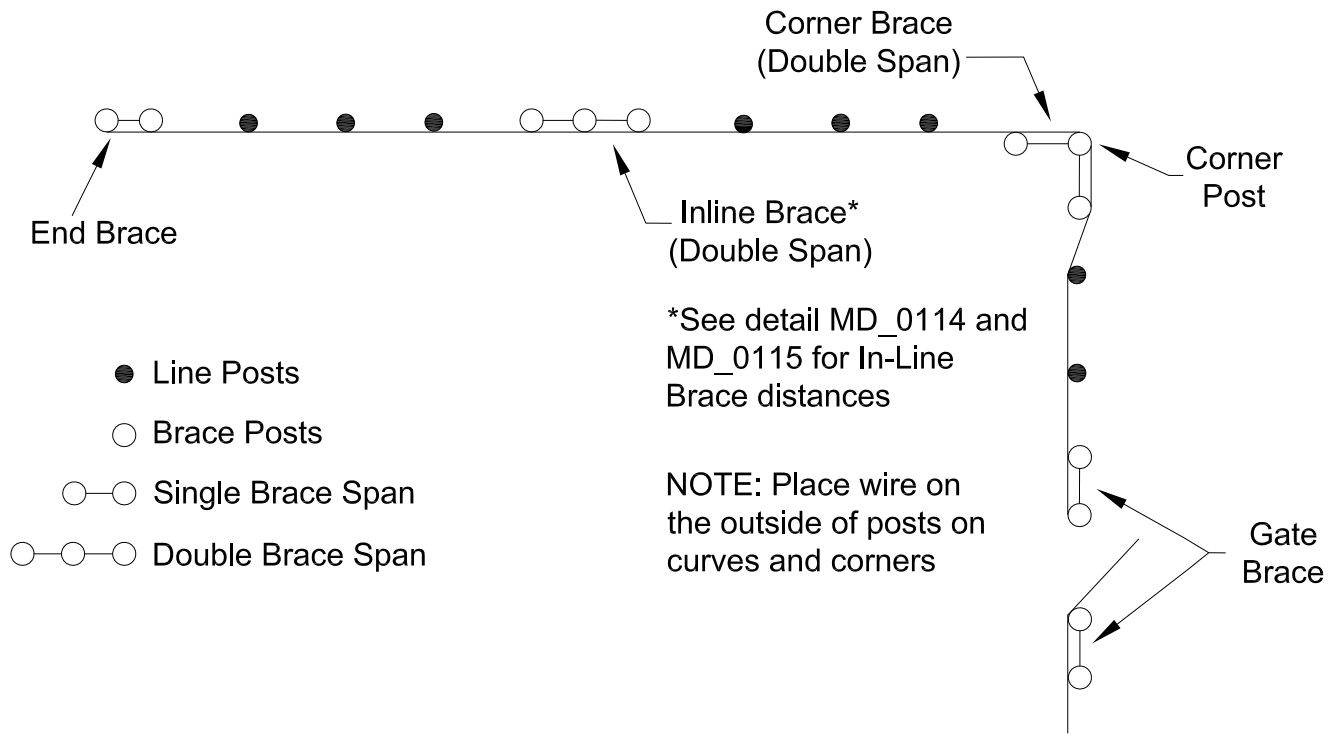 Corner Brace
(Double Span)
Corner
Post
End Brace
Inline Brace*
(Double Span)
*See detail MD_0114 and
MD_0115 for In-Line
Brace distances
Line Posts
Brace Posts
Single Brace Span
Double Brace Span
NOTE: Place wire on
the outside of posts on
curves and corners
Gate
Brace